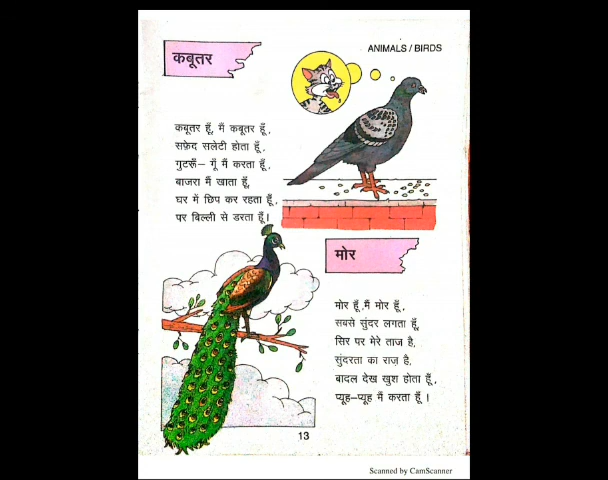 ANIMALS / BIRDS
कबूतर
कबूतर हूँ, मैं कबूतर हूँ,
सफ़ेद सलेटी होता हूँ,
गुटरूँ– गूँ मैं करता हूँ,
बाजरा मैं खाता हूँ,
घर में छिप कर रहता हूँ,
पर बिल्ली से डरता हूँ।
मोर
मोर हूँ,मैं मोर हूँ,
सबसे सुंदर लगता हूँ,
सिर पर मेरे ताज है,
सुंदरता का राज़ है,
बादल देख खुश होता हूँ,
प्यूह–प्यूह मैं करता हूँ ।
13
Scanned by CamScanner